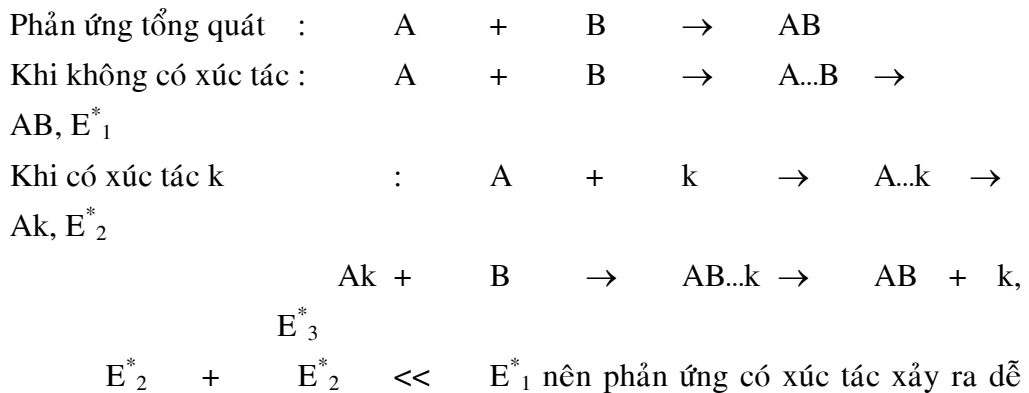 Phản ứng tổng quát : A + B → AB
Khi không có xúc tác : A + B → A...B →
AB, E*1
Khi có xúc tác k : A + k → A...k →
Ak, E*2
Ak + B → AB...k → AB + k,
E*3
E*2 + E*2 << E*1 nên phản ứng có xúc tác xảy ra dễ